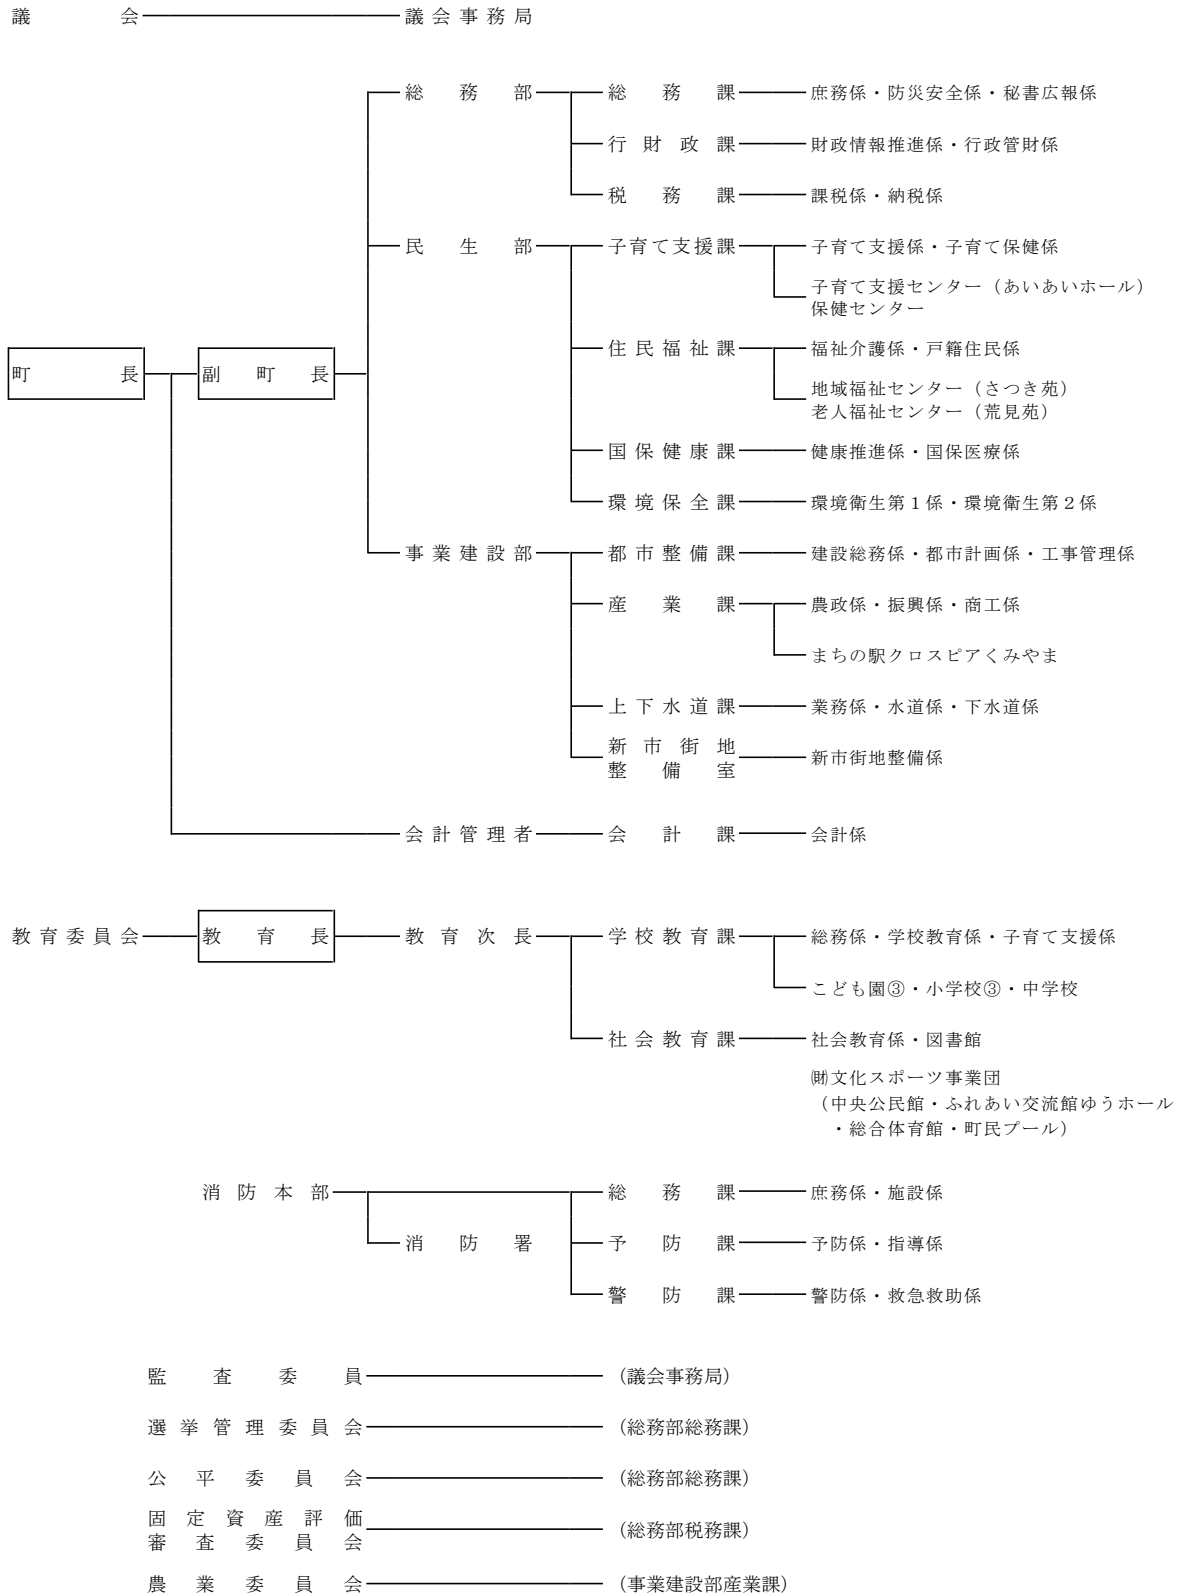 議会 議会事務局
総務部 総務課 庶務係・防災安全係・秘書広報係
行財政課 財政情報推進係・行政管財係
税務課 課税係・納税係
民生部 子育て支援課 子育て支援係・子育て保健係
子育て支援センター（あいあいホール）
保健センター
住民福祉課 福祉介護係・戸籍住民係
町長 副町長
地域福祉センター（さつき苑）
老人福祉センター（荒見苑）
国保健康課 健康推進係・国保医療係
環境保全課 環境衛生第１係・環境衛生第２係
事業建設部 都市整備課 建設総務係・都市計画係・工事管理係
産業課 農政係・振興係・商工係
まちの駅クロスピアくみやま
上下水道課 業務係・水道係・下水道係
新市街地
整備室
新市街地整備係
会計管理者 会計課 会計係
教育委員会 教育長 教育次長 学校教育課 総務係・学校教育係・子育て支援係
こども園③・小学校③・中学校
社会教育課 社会教育係・図書館
㈶文化スポーツ事業団
（中央公民館・ふれあい交流館ゆうホール
・総合体育館・町民プール）
消防本部 総務課 庶務係・施設係
消防署 予防課 予防係・指導係
警防課 警防係・救急救助係
監査委員 （議会事務局）
選挙管理委員会 （総務部総務課）
公平委員会 （総務部総務課）
固定資産評価
審査委員会
（総務部税務課）
農業委員会 （事業建設部産業課）